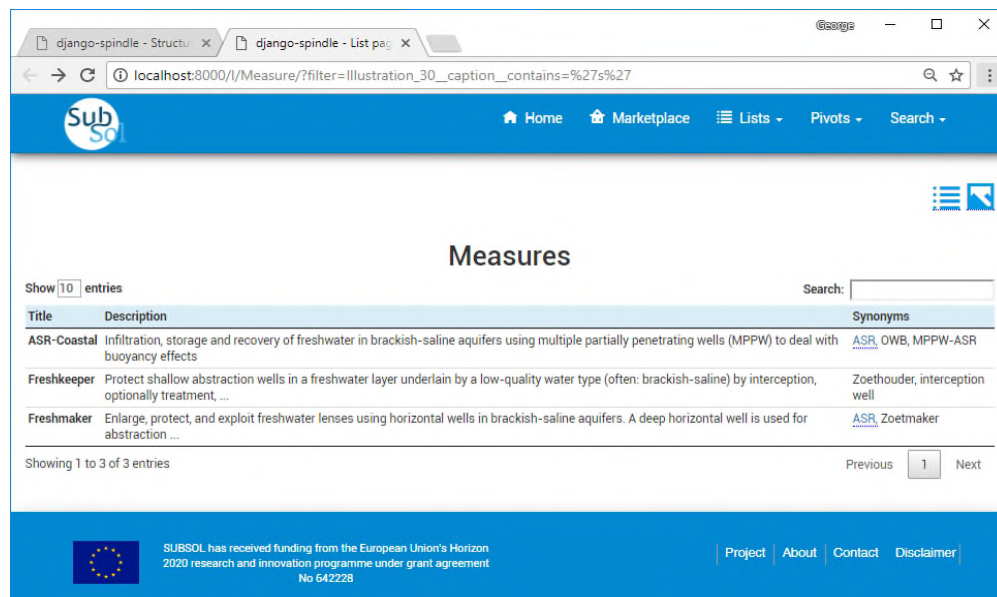 George
django-spindle - Structu
django-spindle - List pag
localhost:8000/l/Measure/?filter=Illustration_30__caption__contains=%27s%27
Sub
Sol
Home Marketplace Lists Pivots Search
Measures
Show 10 entries Search:
Title Description Synonyms
ASR-Coastal Infiltration, storage and recovery of freshwater in brackish-saline aquifers using multiple partially penetrating wells (MPPW) to deal with ASR, OWB, MPPW-ASR
buoyancy effects
Freshkeeper Protect shallow abstraction wells in a freshwater layer underlain by a low-quality water type (often: brackish-saline) by interception, Zoethouder, interception
optionally treatment, ... well
Freshmaker Enlarge, protect, and exploit freshwater lenses using horizontal wells in brackish-saline aquifers. A deep horizontal well is used for ASR, Zoetmaker
abstraction ...
Showing 1 to 3 of 3 entries Previous 1 Next
SUBSOL has received funding from the European Union's Horizon
2020 research and innovation programme under grant agreement
No 642228
Project About Contact Disclaimer